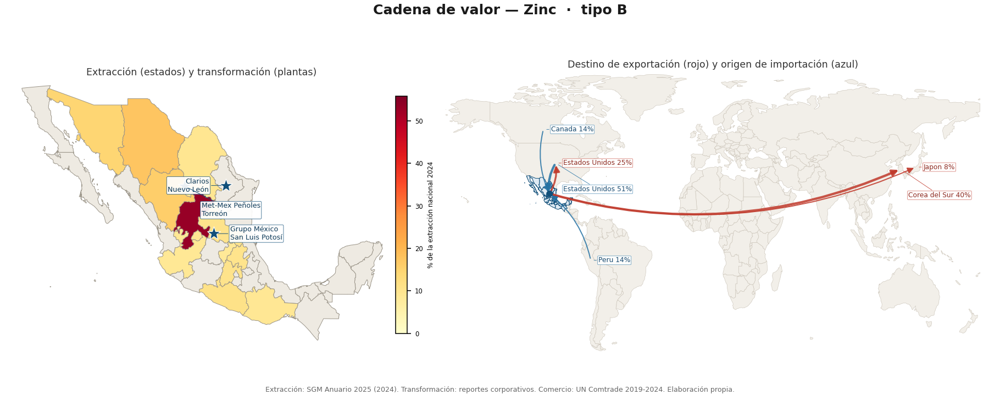 Cadena de valor — Zinc · tipo B
Extracción (estados) y transformación (plantas)
Clarios
Nuevo León
Met-Mex Peñoles
Torreón
Grupo México
San Luis Potosí
50
40
30
20
10
0
% de la extracción nacional 2024
Destino de exportación (rojo) y origen de importación (azul)
Canada 14%
Estados Unidos 25%
Estados Unidos 51%
Peru 14%
Japon 8%
Corea del Sur 40%
Extracción: SGM Anuario 2025 (2024). Transformación: reportes corporativos. Comercio: UN Comtrade 2019-2024. Elaboración propia.